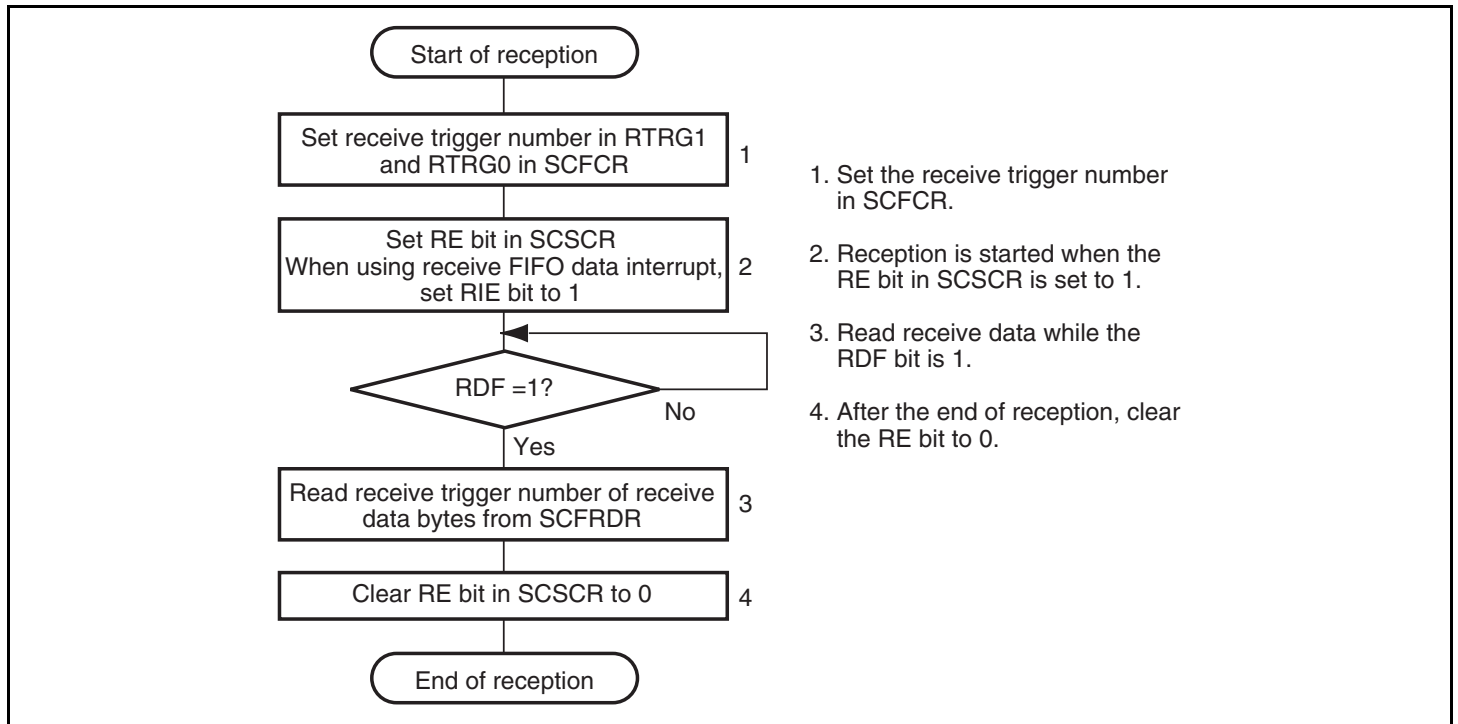 Start of reception
Set receive trigger number in RTRG1
and RTRG0 in SCFCR
1
Set RE bit in SCSCR
When using receive FIFO data interrupt,
set RIE bit to 1
2
RDF =1?
No
Yes
Read receive trigger number of receive
data bytes from SCFRDR
3
Clear RE bit in SCSCR to 0
4
End of reception
1. Set the receive trigger number
in SCFCR.
2. Reception is started when the
RE bit in SCSCR is set to 1.
3. Read receive data while the
RDF bit is 1.
4. After the end of reception, clear
the RE bit to 0.